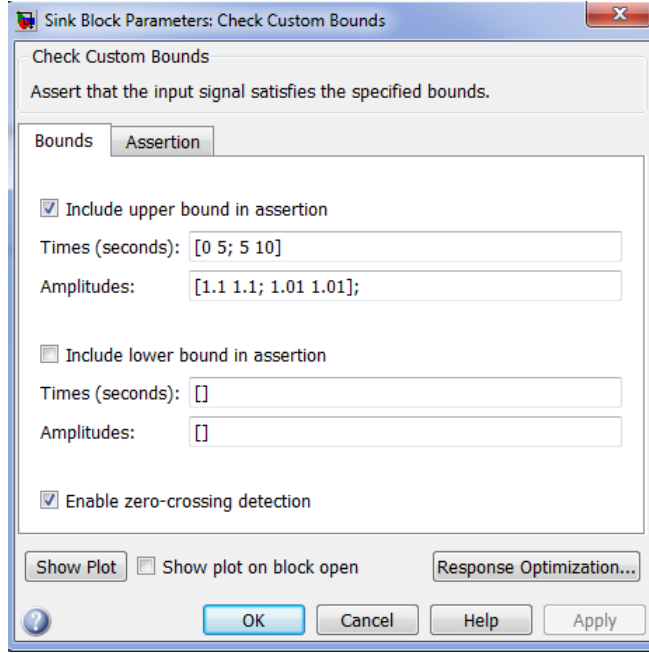 Sink Block Parameters: Check Custom Bounds
Check Custom Bounds
Assert that the input signal satisfies the specified bounds.
Bounds Assertion
Include upper bound in assertion
Times (seconds): [0 5; 5 10]
Amplitudes: [1.1 1.1; 1.01 1.01];
Include lower bound in assertion
Times (seconds): []
Amplitudes: []
Enable zero-crossing detection
Show Plot Show plot on block open Response Optimization...
? OK Cancel Help Apply